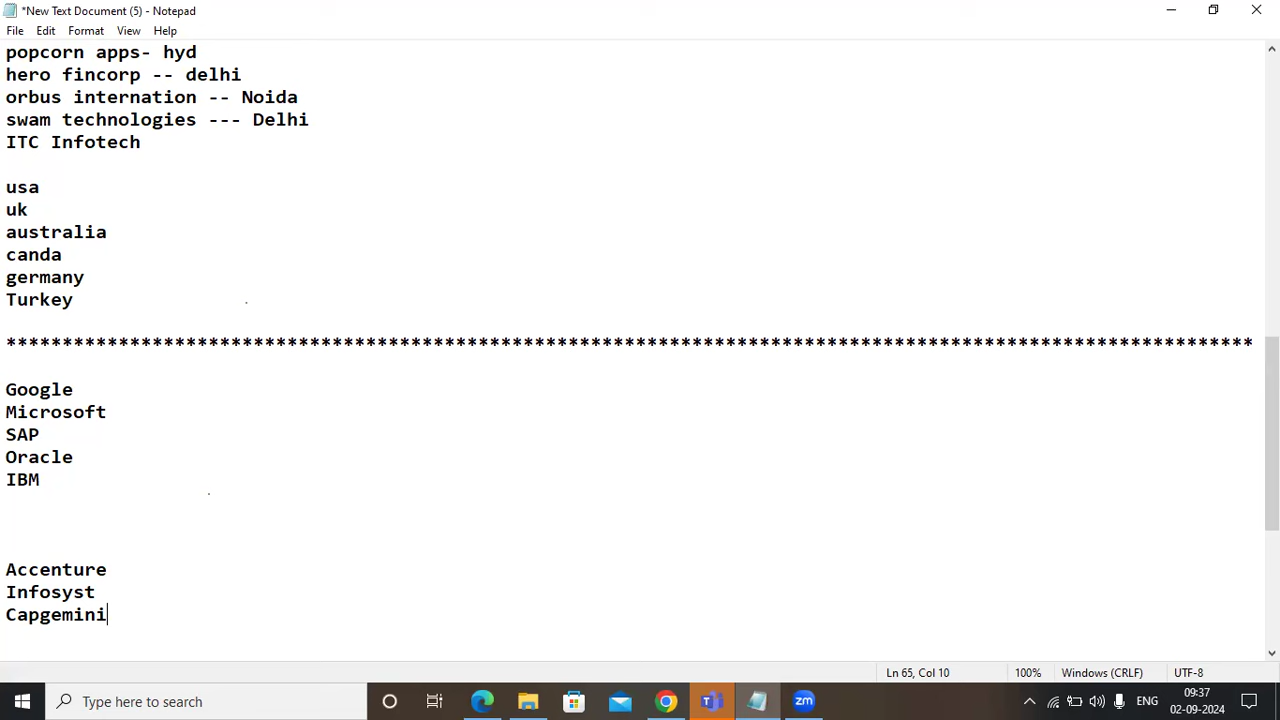 *New Text Document (5) - Notepad
File Edit Format View Help
popcorn apps- hyd
hero fincorp -- delhi
orbus internation -- Noida
swam technologies --- Delhi
ITC Infotech
usa
uk
australia
canda
germany
Turkey
***************************************************************************************************************
Google
Microsoft
SAP
Oracle
IBM
Accenture
Infosyst
Capgemini
Ln 65, Col 10 100% Windows (CRLF) UTF-8
Type here to search
ENG
09:37
02-09-2024
zm